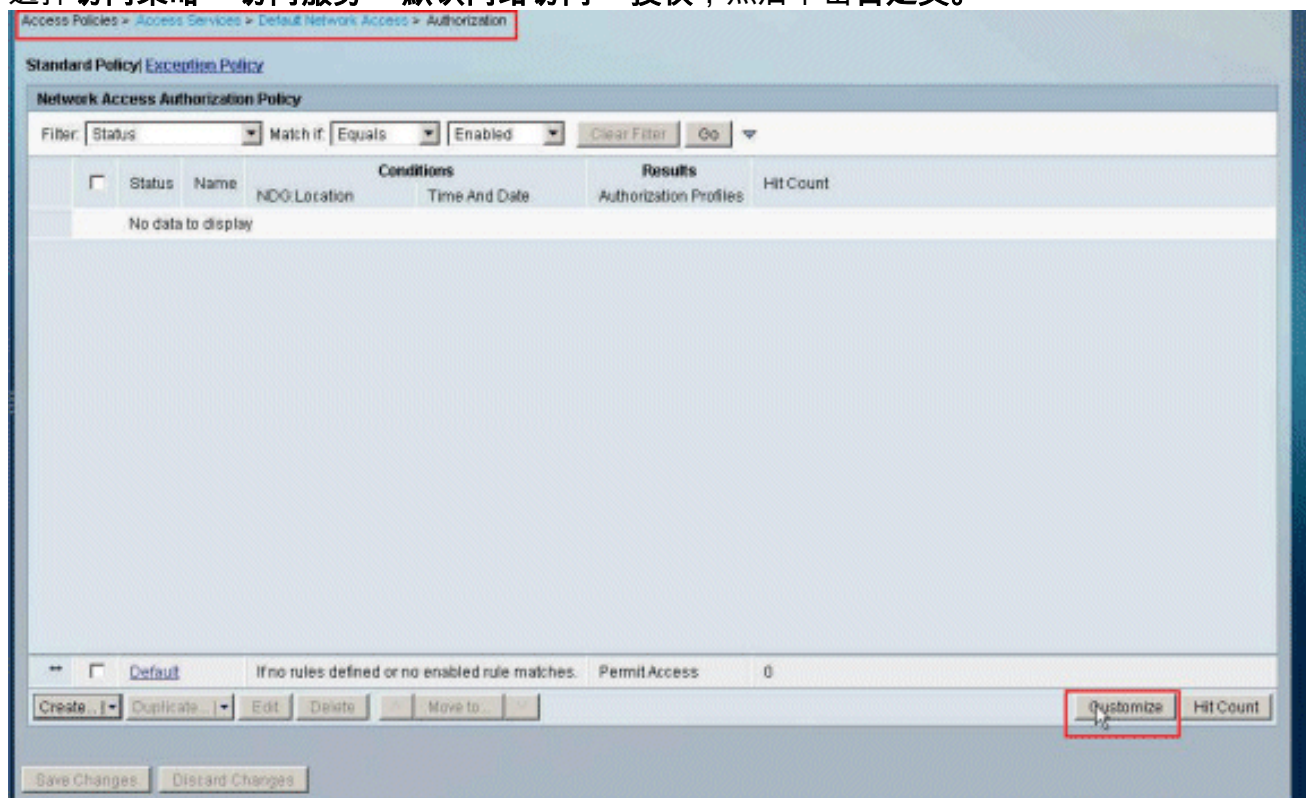 Access Policies > Access Services > Default Network Access > Authorization
Standard Policy| Exception Policy
Network Access Authorization Policy
Filter: Status Match if: Equals Enabled Clear Filter Go
Status Name Conditions Results Hit Count
NDG:Location Time And Date Authorization Profiles
No data to display
Default If no rules defined or no enabled rule matches. Permit Access 0
Create... Duplicate... Edit Delete Move to... Customize Hit Count
Save Changes Discard Changes